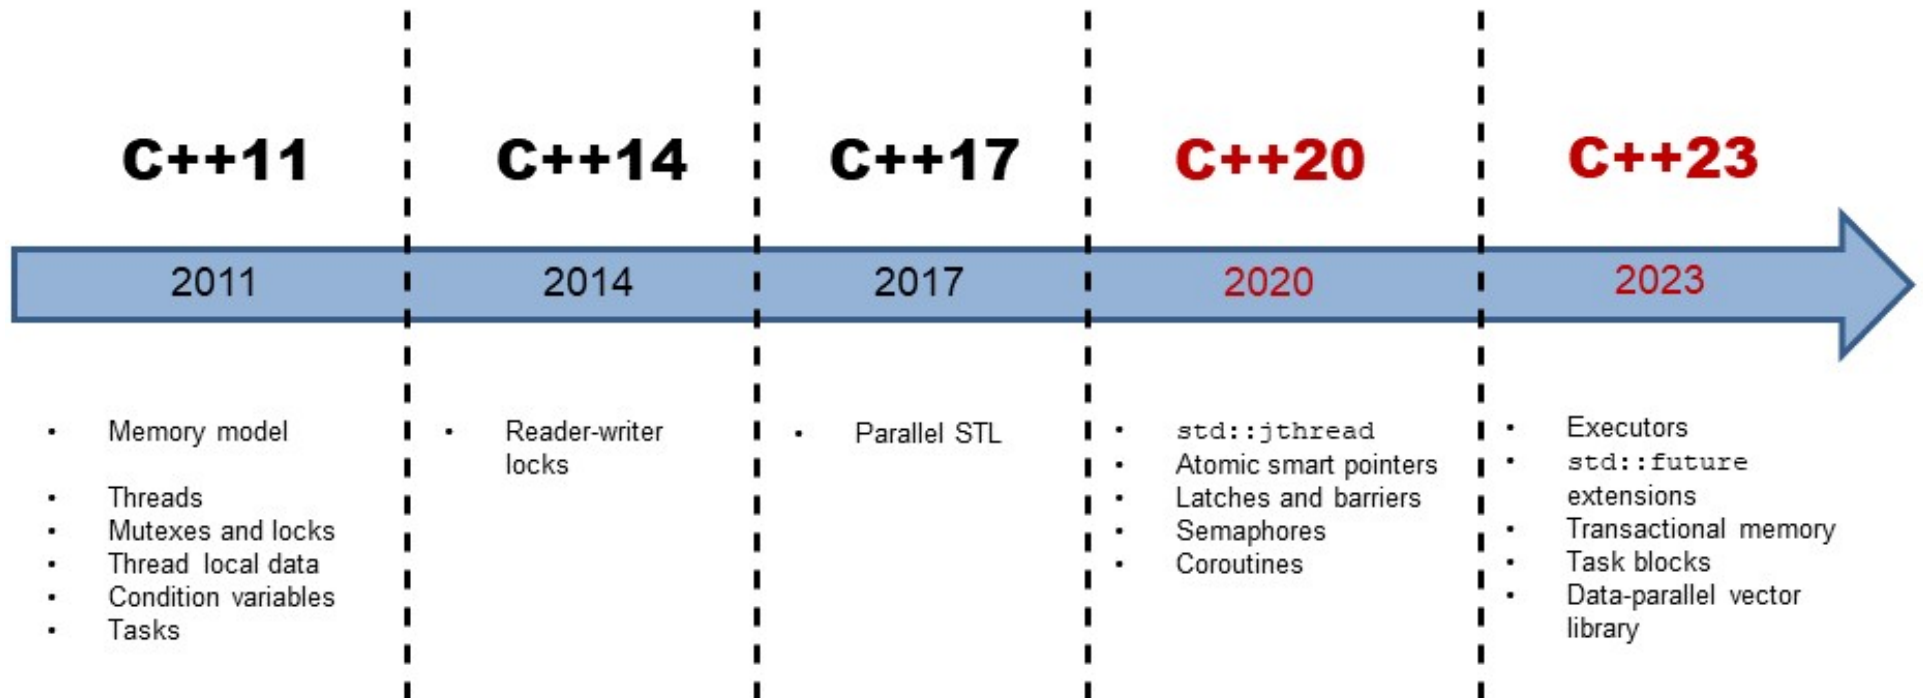 C++11
C++14
C++17
C++20
C++23
2011
2014
2017
2020
2023
• Memory model
• Threads
• Mutexes and locks
• Thread local data
• Condition variables
• Tasks
• Reader-writer
locks
• Parallel STL
• std::jthread
• Atomic smart pointers
• Latches and barriers
• Semaphores
• Coroutines
• Executors
• std::future
extensions
• Transactional memory
• Task blocks
• Data-parallel vector
library